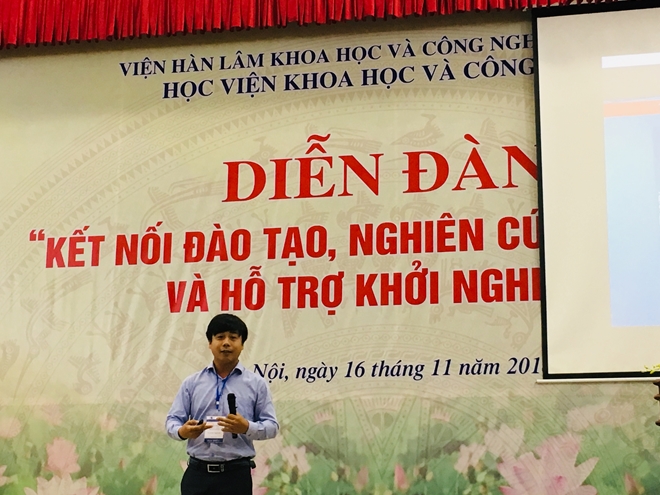 VIỆN HÀN LÂM KHOA HỌC VÀ CÔNG NGH
HỌC VIỆN KHOA HỌC VÀ CÔNG
DIỄN ĐÀN
“KẾT NỐI ĐÀO TẠO, NGHIÊN CỨ
VÀ HỖ TRỢ KHỞI NGHI
Nội, ngày 16 tháng 11 năm 201